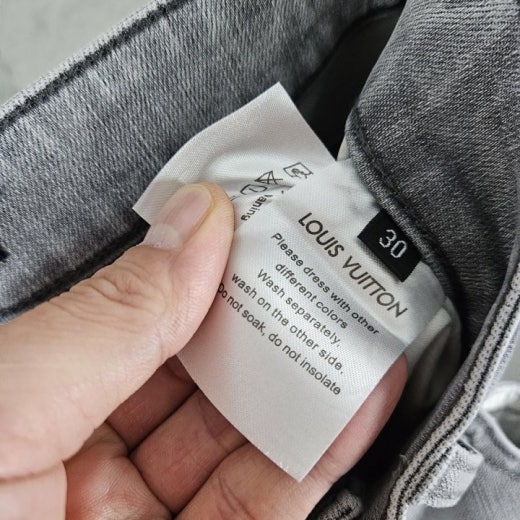 30
LOUIS VUITTON
Please dress with other
different colors
Wash separately.
wash on the other side.
Do not soak, do not insolate